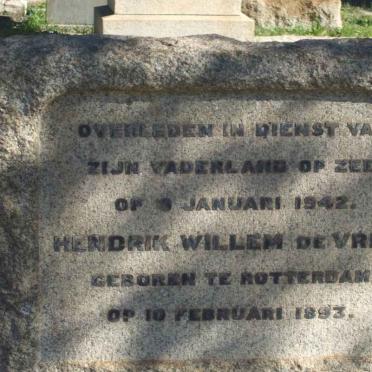 OVERLEDEN IN DIENST VA
ZIJN VADERLAND OP ZEE
OP 9 JANUARI 1942.
HENDRIK WILLEM DE VRI
GEBOREN TE ROTTERDAM
OP 10 FEBRUARI 1893.